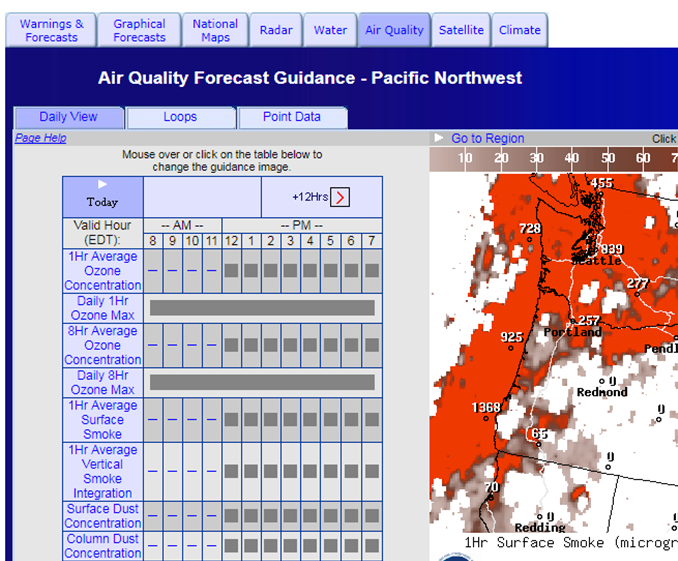 Warnings & Forecasts
Graphical Forecasts
National Maps
Radar
Water
Air Quality
Satellite
Climate
Air Quality Forecast Guidance - Pacific Northwest
Daily View
Loops
Point Data
Page Help
Go to Region
Click
Mouse over or click on the table below to
change the guidance image.
Today
+12Hrs
Valid Hour
(EDT):
-- AM --
-- PM --
8 9 10 11 12 1 2 3 4 5 6 7
1Hr Average
Ozone
Concentration
Daily 1Hr
Ozone Max
8Hr Average
Ozone
Concentration
Daily 8Hr
Ozone Max
1Hr Average
Surface
Smoke
1Hr Average
Vertical
Smoke
Integration
Surface Dust
Concentration
Column Dust
Concentration
10 20 30 40 50 60
455
728
839
Seattle
277
257
Portland
925
Pendl
0
Redmond
1368
0
65
0
70
0
0
Redding
1Hr Surface Smoke (microgr